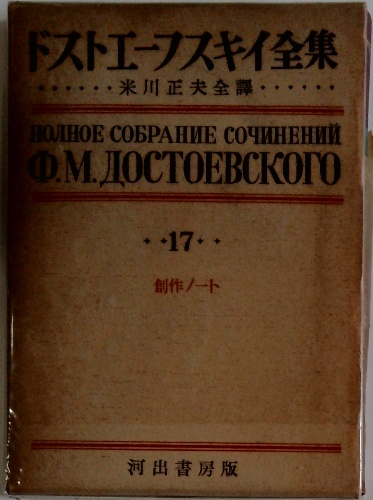 ドストエーフスキイ全集
······米川正夫全譯······
ПОЛНОЕ СОБРАНИЕ СОЧИНЕНИЙ
Ф.М.ДОСТОЕВСКОГО
··17··
創作ノート
河出書房版